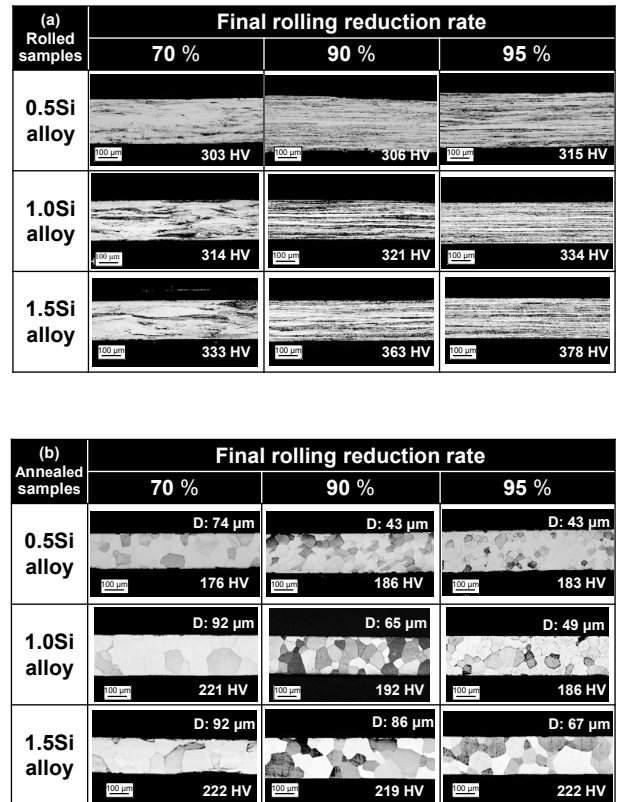 (a)
Rolled
samples
Final rolling reduction rate
70 %
90 %
95 %
0.5Si
alloy
100 µm
303 HV
100 µm
306 HV
100 µm
315 HV
1.0Si
alloy
100 µm
314 HV
100 µm
321 HV
100 µm
334 HV
1.5Si
alloy
100 µm
333 HV
100 µm
363 HV
100 µm
378 HV
(b)
Annealed
samples
Final rolling reduction rate
70 %
90 %
95 %
0.5Si
alloy
D: 74 µm
100 µm
176 HV
D: 43 µm
100 µm
186 HV
D: 43 µm
100 µm
183 HV
1.0Si
alloy
D: 92 µm
100 µm
221 HV
D: 65 µm
100 µm
192 HV
D: 49 µm
100 µm
186 HV
1.5Si
alloy
D: 92 µm
100 µm
222 HV
D: 86 µm
100 µm
219 HV
D: 67 µm
100 µm
222 HV